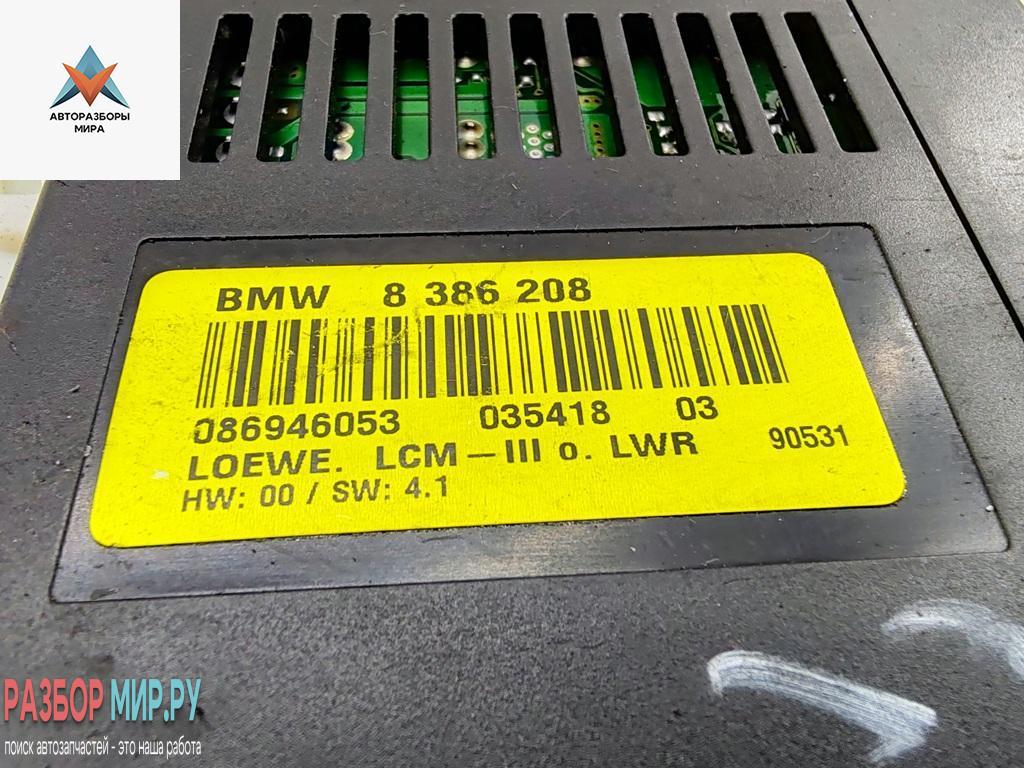 АВТОРАЗБОРЫ
МИРА
BMW 8 386 208
086946053 035418 03
LOEWE. LCM – III o. LWR 90531
HW: 00 / SW: 4.1
РАЗБОР МИР.РУ
поиск автозапчастей - это наша работа